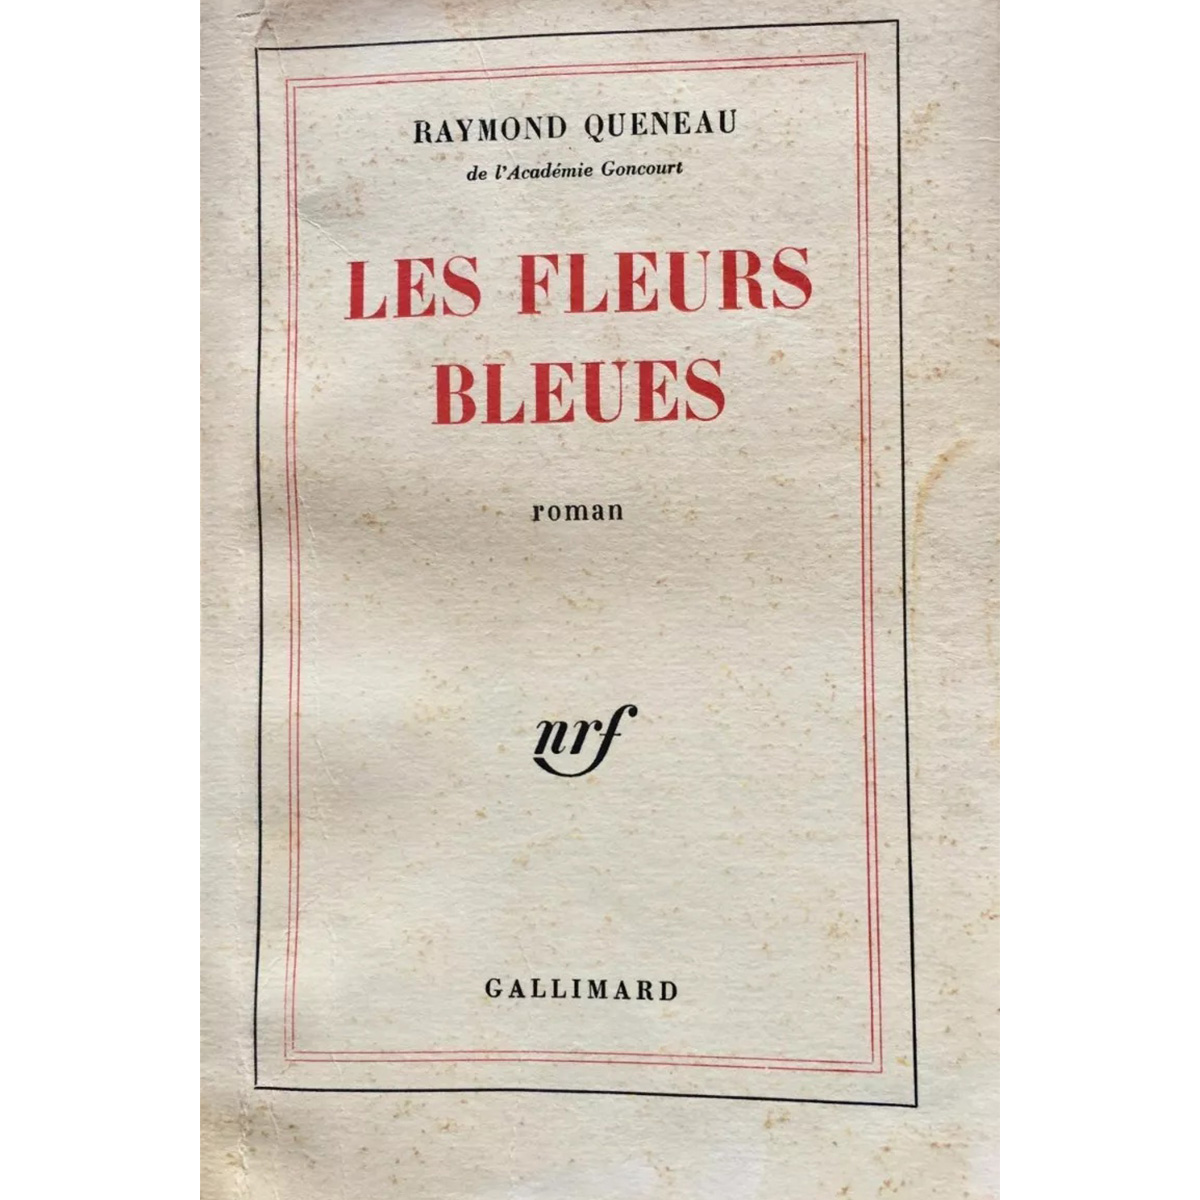 RAYMOND QUENEAU
de l'Académie Goncourt
LES FLEURS
BLEUES
roman
nrf
GALLIMARD